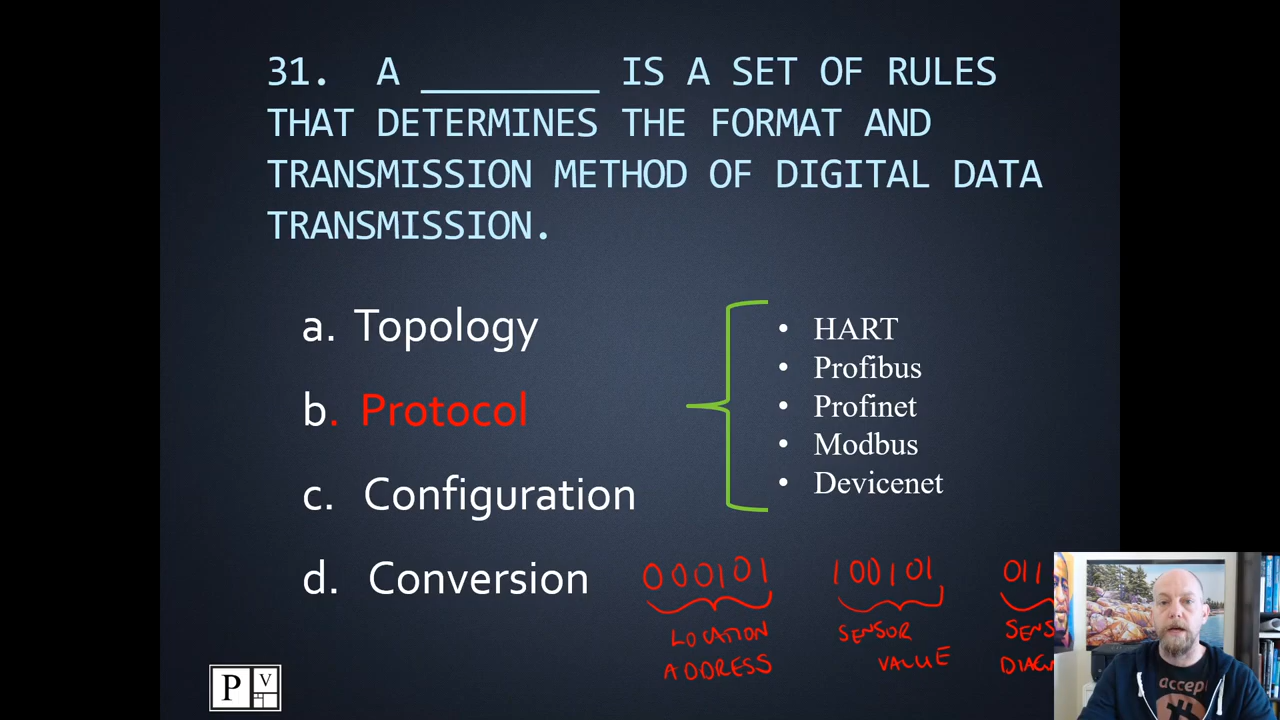 31. A ________ IS A SET OF RULES
THAT DETERMINES THE FORMAT AND
TRANSMISSION METHOD OF DIGITAL DATA
TRANSMISSION.
a. Topology
b. Protocol
c. Configuration
d. Conversion
• HART
• Profibus
• Profinet
• Modbus
• Devicenet
000101 100101 011
LOCATION
ADDRESS
SENSOR
VALUE
P V
accept